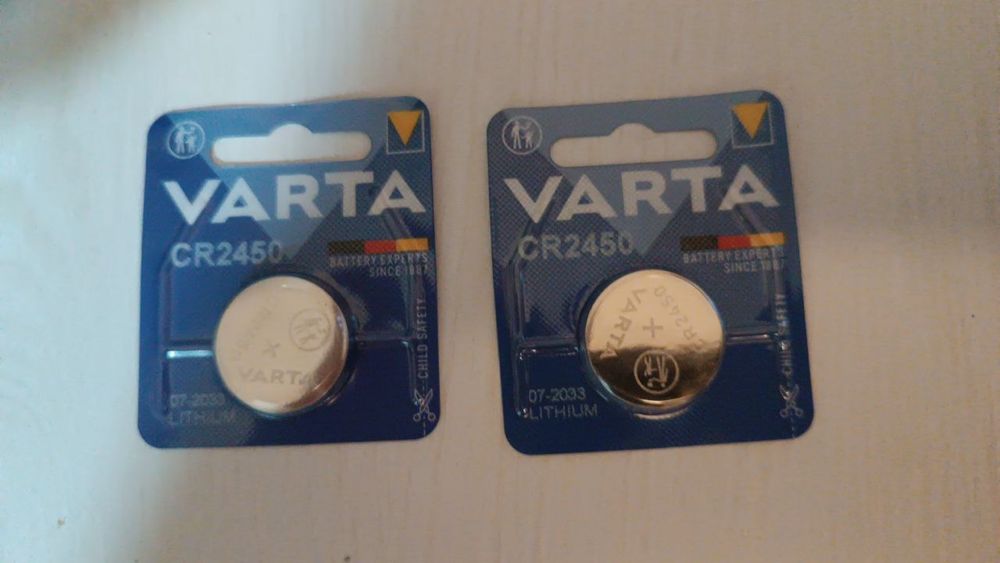 VARTA
CR2450
BATTERY EXPERTS
SINCE 1887
CHILD SAFETY
VARTA
07-2033
LITHIUM
VARTA
CR2450
BATTERY EXPERTS
SINCE 1887
CHILD SAFETY
VARTA
+
CR2450
07-2033
LITHIUM